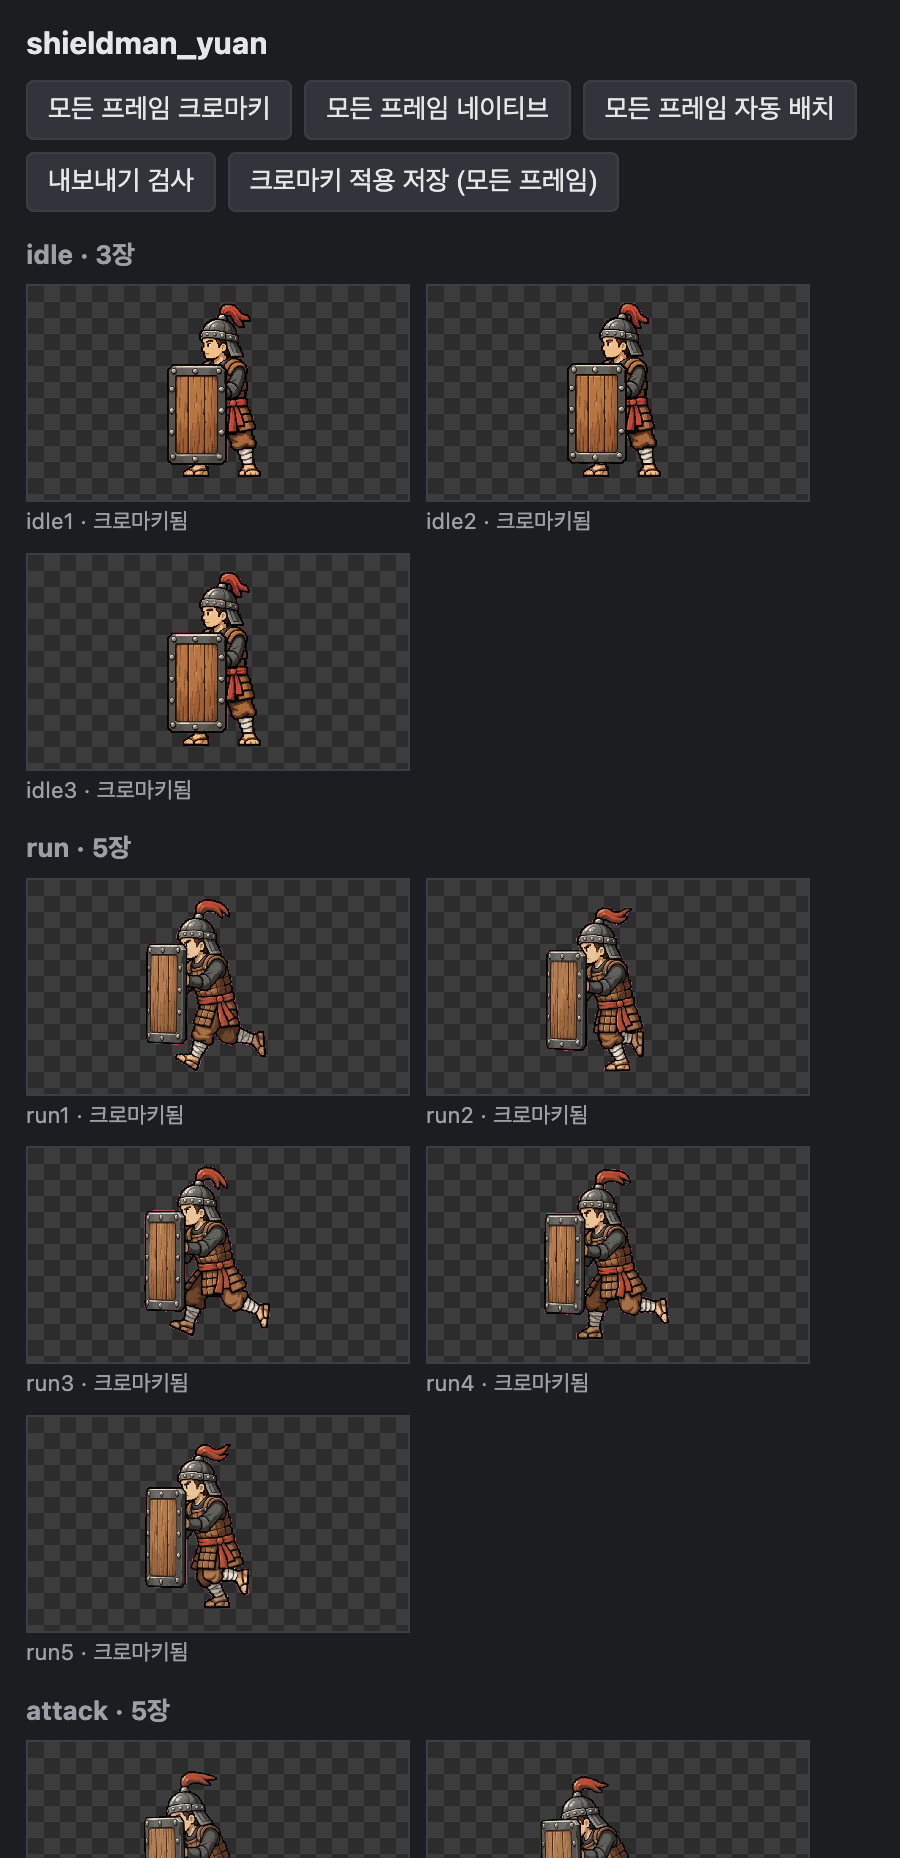 shieldman_yuan
모든 프레임 크로마키 모든 프레임 네이티브 모든 프레임 자동 배치
내보내기 검사 크로마키 적용 저장 (모든 프레임)
idle · 3장
idle1 · 크로마키됨 idle2 · 크로마키됨
idle3 · 크로마키됨
run · 5장
run1 · 크로마키됨 run2 · 크로마키됨
run3 · 크로마키됨 run4 · 크로마키됨
run5 · 크로마키됨
attack · 5장